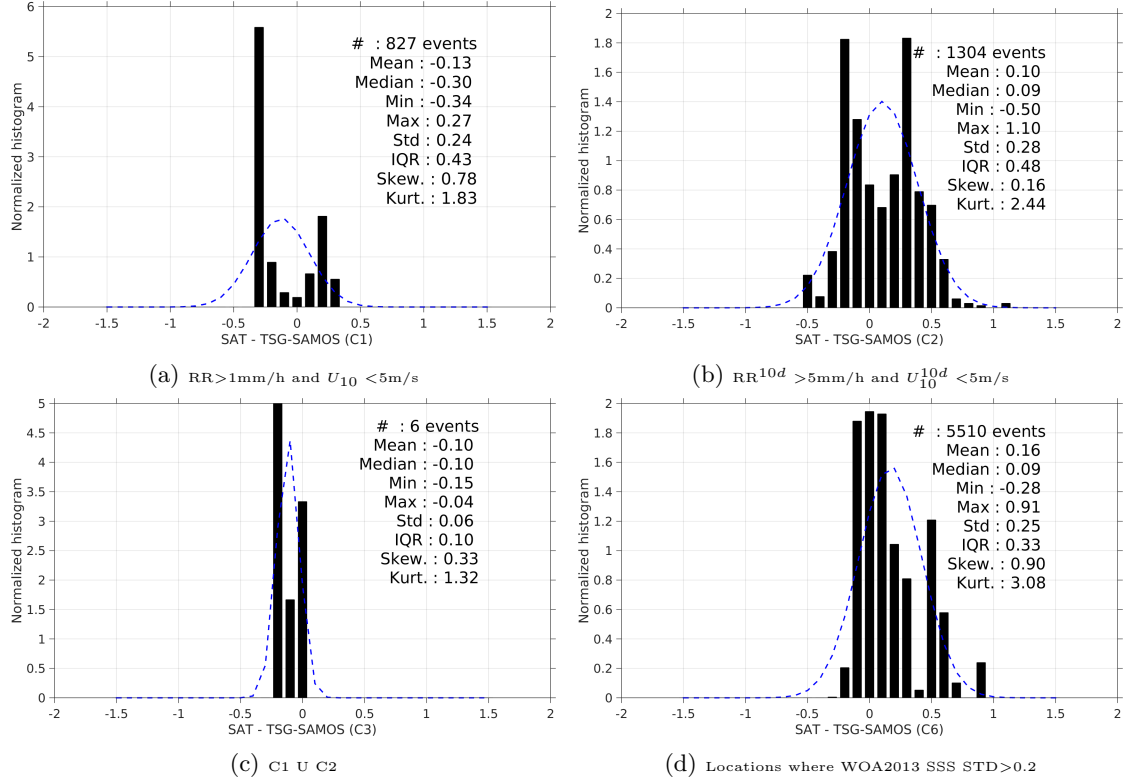 6
5
4
3
2
1
0
Normalized histogram
# : 827 events
Mean : -0.13
Median : -0.30
Min : -0.34
Max : 0.27
Std : 0.24
IQR : 0.43
Skew. : 0.78
Kurt. : 1.83
-2 -1.5 -1 -0.5 0 0.5 1 1.5 2
SAT - TSG-SAMOS (C1)
(a) RR>1mm/h and U10 <5m/s
2
1.8
1.6
1.4
1.2
1
0.8
0.6
0.4
0.2
0
Normalized histogram
# : 1304 events
Mean : 0.10
Median : 0.09
Min : -0.50
Max : 1.10
Std : 0.28
IQR : 0.48
Skew. : 0.16
Kurt. : 2.44
-2 -1.5 -1 -0.5 0 0.5 1 1.5 2
SAT - TSG-SAMOS (C2)
(b) RR^10d >5mm/h and U_10^10d <5m/s
5
4.5
4
3.5
3
2.5
2
1.5
1
0.5
0
Normalized histogram
# : 6 events
Mean : -0.10
Median : -0.10
Min : -0.15
Max : -0.04
Std : 0.06
IQR : 0.10
Skew. : 0.33
Kurt. : 1.32
-2 -1.5 -1 -0.5 0 0.5 1 1.5 2
SAT - TSG-SAMOS (C3)
(c) C1 U C2
2
1.8
1.6
1.4
1.2
1
0.8
0.6
0.4
0.2
0
Normalized histogram
# : 5510 events
Mean : 0.16
Median : 0.09
Min : -0.28
Max : 0.91
Std : 0.25
IQR : 0.33
Skew. : 0.90
Kurt. : 3.08
-2 -1.5 -1 -0.5 0 0.5 1 1.5 2
SAT - TSG-SAMOS (C6)
(d) Locations where WOA2013 SSS STD>0.2